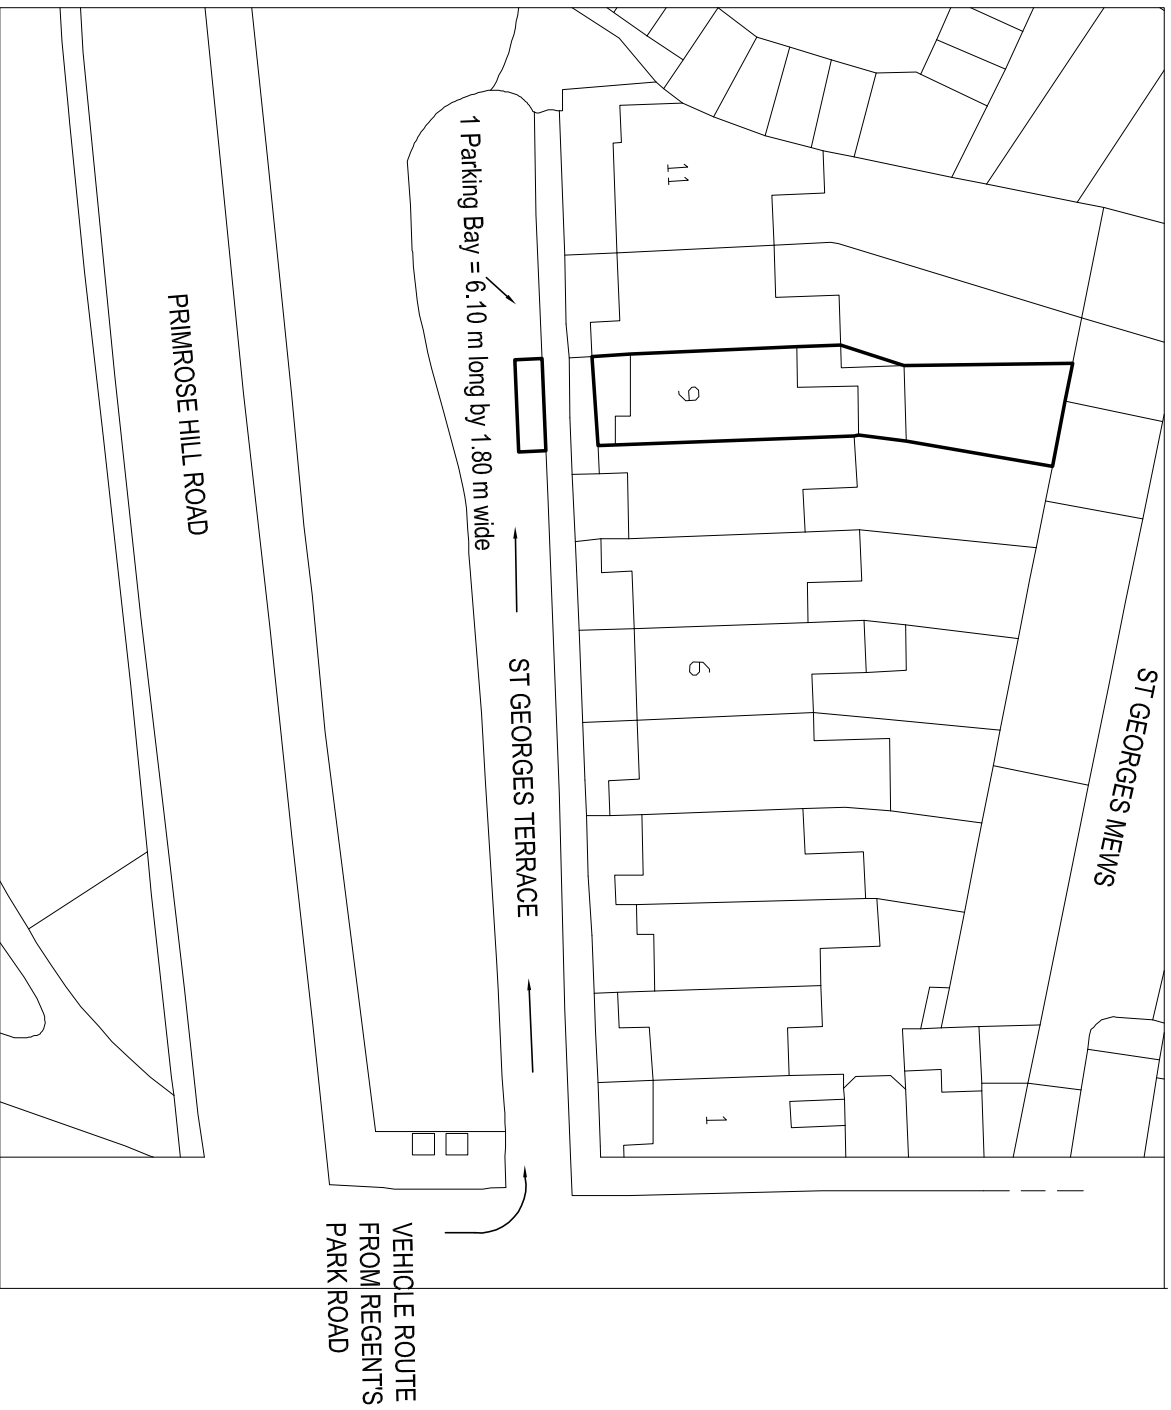 1 Parking Bay = 6.10 m long by 1.80 m wide
11
9
6
1
PRIMROSE HILL ROAD
ST GEORGES TERRACE
ST GEORGES MEWS
VEHICLE ROUTE
FROM REGENT'S
PARK ROAD